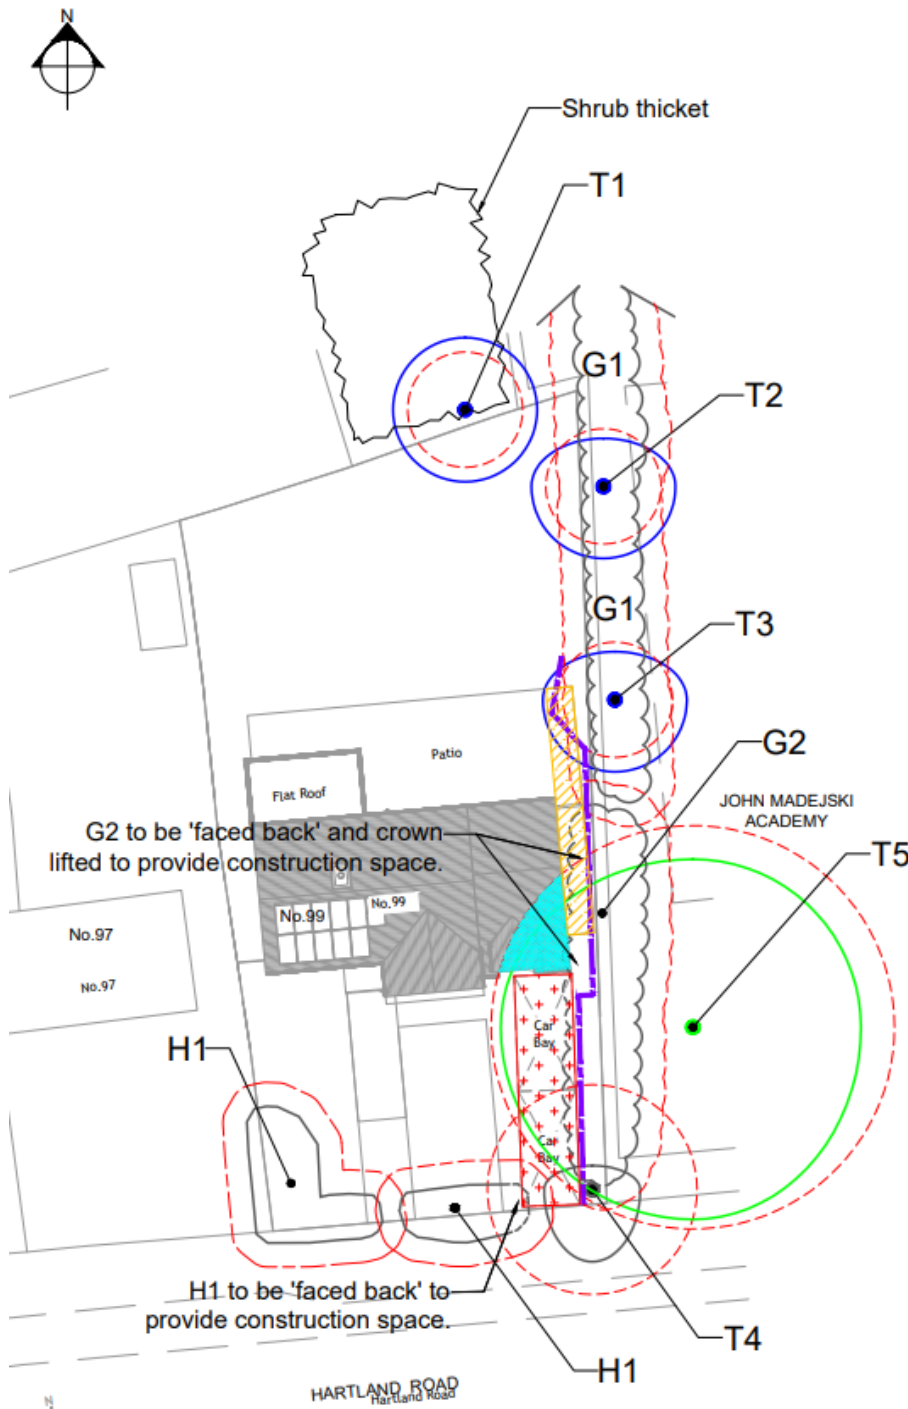 N
Shrub thicket
T1
G1
T2
G1
T3
G2
Patio
Flat Roof
JOHN MADEJSKI
ACADEMY
G2 to be 'faced back' and crown
lifted to provide construction space.
T5
No.99
No.99
No.97
No.97
Car
Bay
H1
Car
Bay
H1 to be 'faced back' to
provide construction space.
T4
H1
HARTLAND ROAD
Hartland Road
N